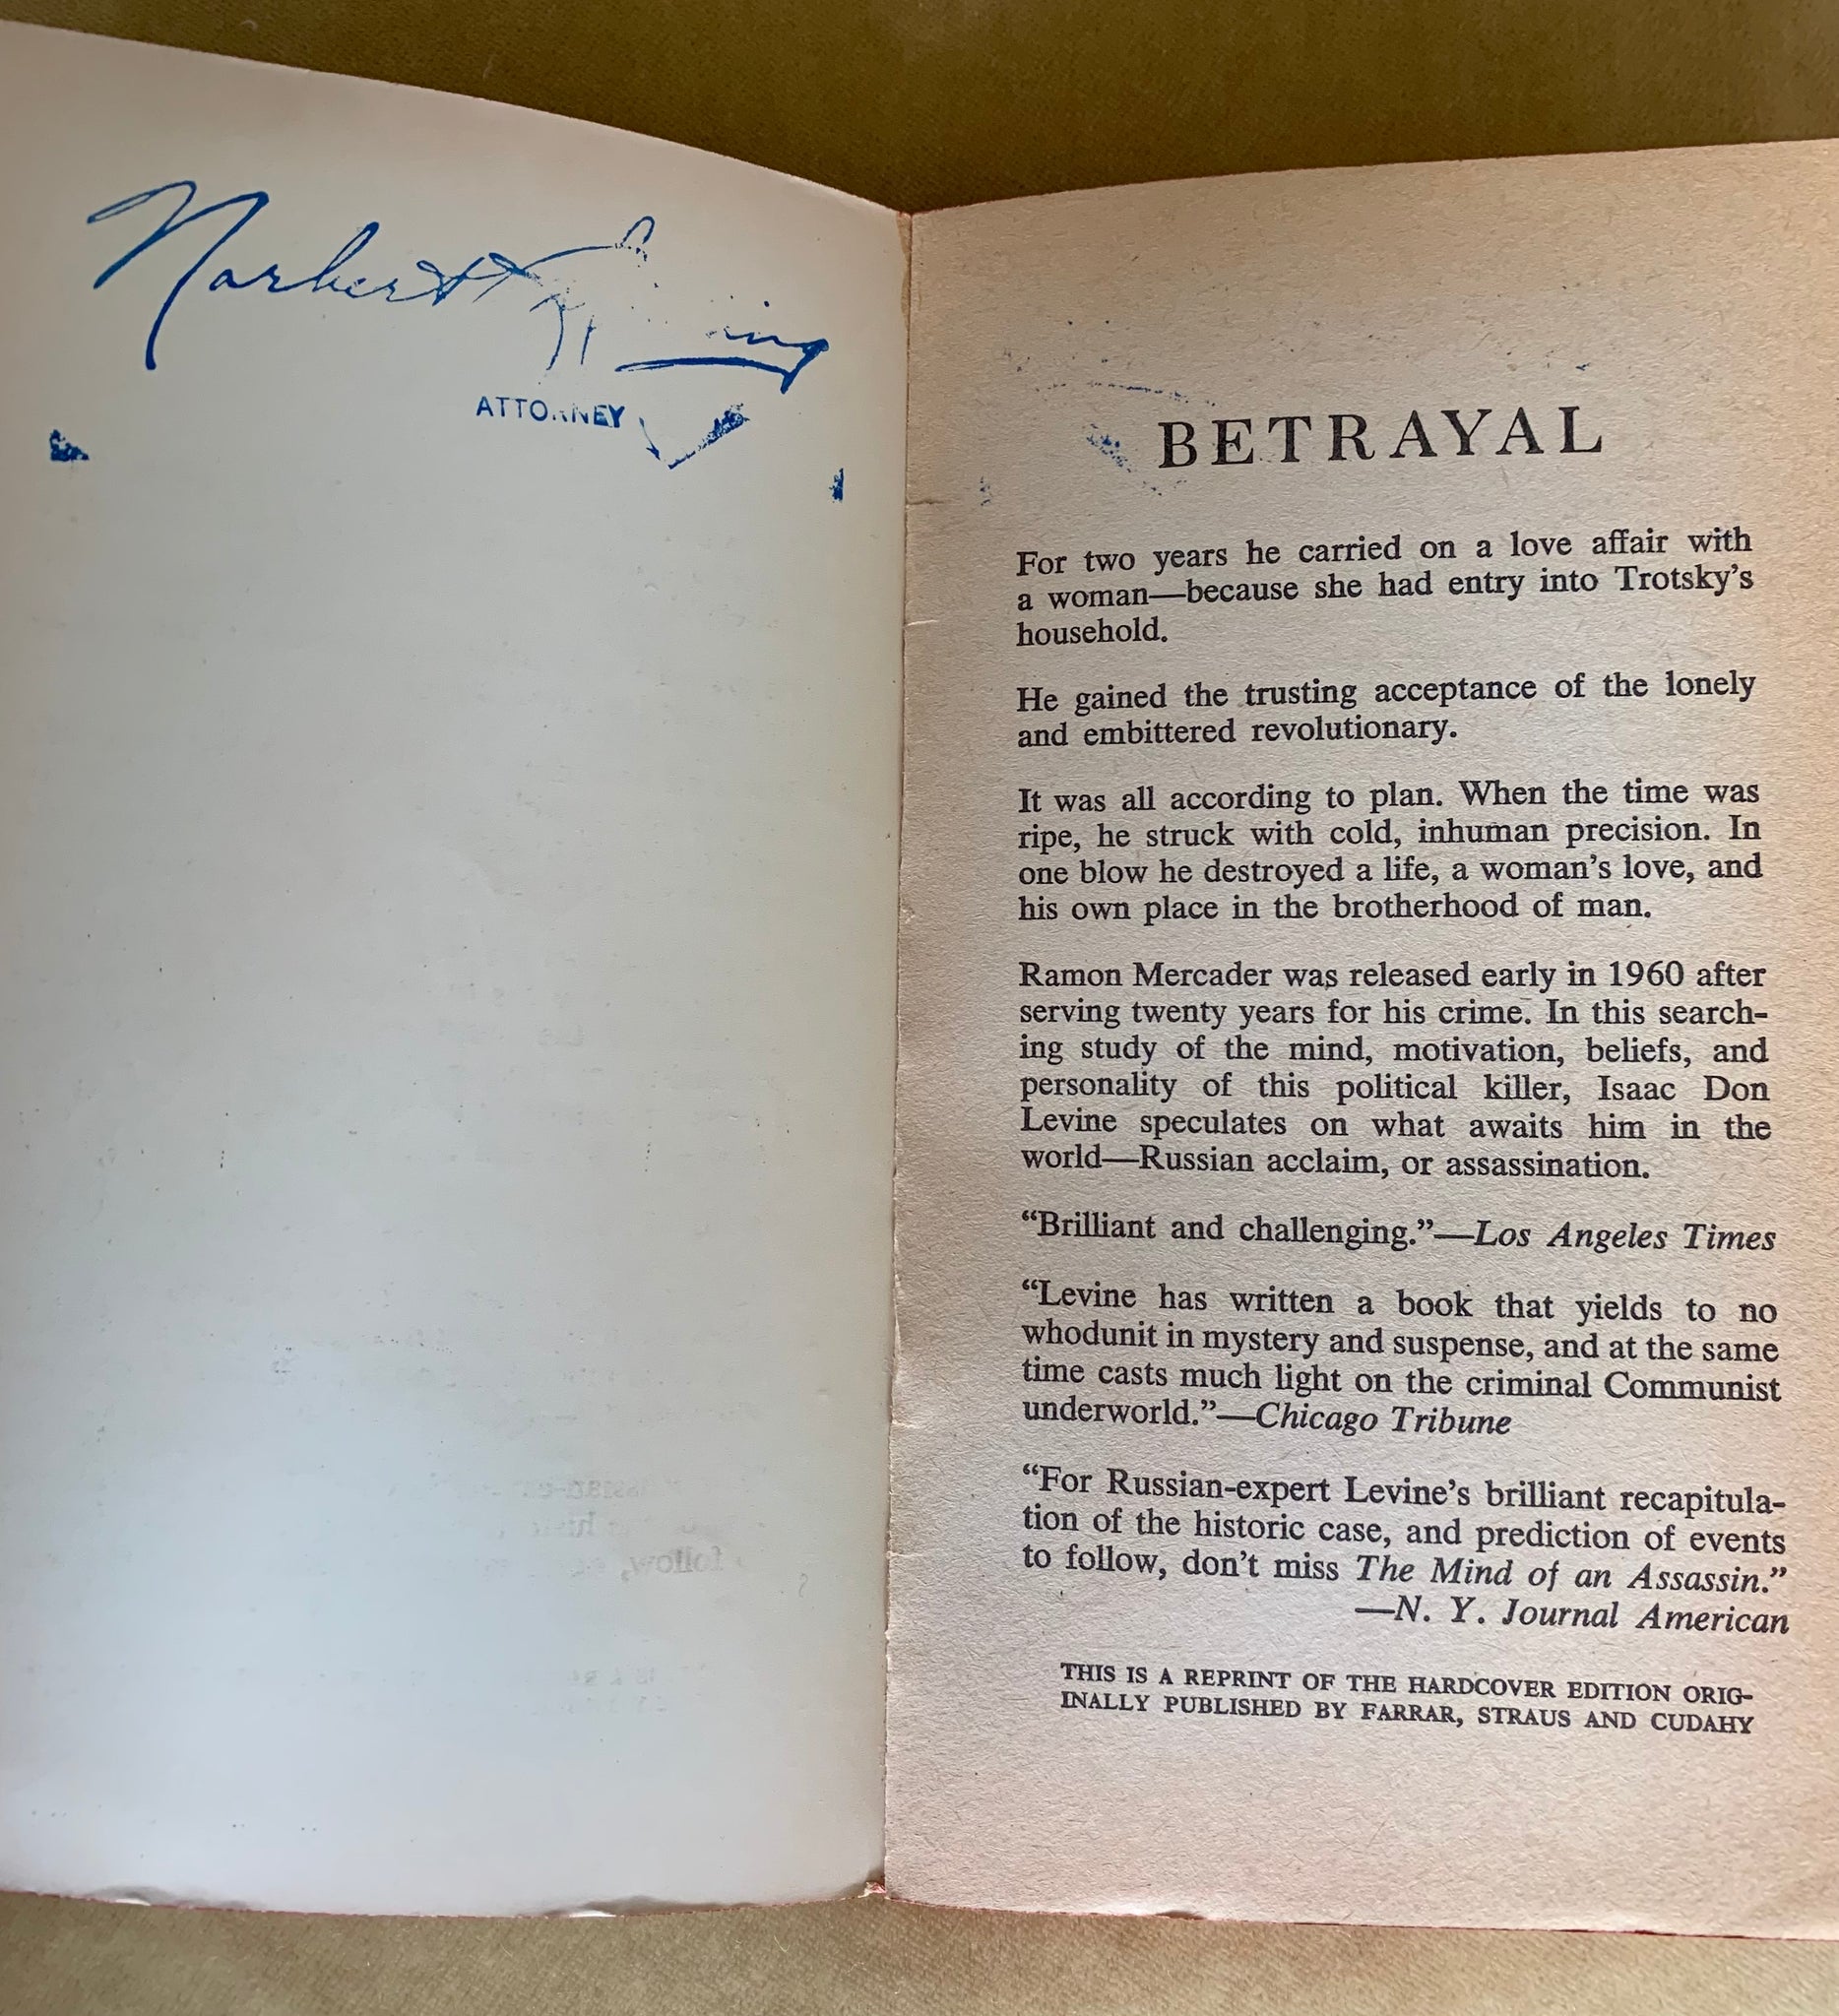 Norbert
ATTORNEY
BETRAYAL
For two years he carried on a love affair with
a woman—because she had entry into Trotsky's
household.
He gained the trusting acceptance of the lonely
and embittered revolutionary.
It was all according to plan. When the time was
ripe, he struck with cold, inhuman precision. In
one blow he destroyed a life, a woman's love, and
his own place in the brotherhood of man.
Ramon Mercader was released early in 1960 after
serving twenty years for his crime. In this search-
ing study of the mind, motivation, beliefs, and
personality of this political killer, Isaac Don
Levine speculates on what awaits him in the
world—Russian acclaim, or assassination.
“Brilliant and challenging.”—Los Angeles Times
“Levine has written a book that yields to no
whodunit in mystery and suspense, and at the same
time casts much light on the criminal Communist
underworld.”—Chicago Tribune
“For Russian-expert Levine's brilliant recapitula-
tion of the historic case, and prediction of events
to follow, don't miss The Mind of an Assassin.”
—N. Y. Journal American
THIS IS A REPRINT OF THE HARDCOVER EDITION ORIG-
INALLY PUBLISHED BY FARRAR, STRAUS AND CUDAHY